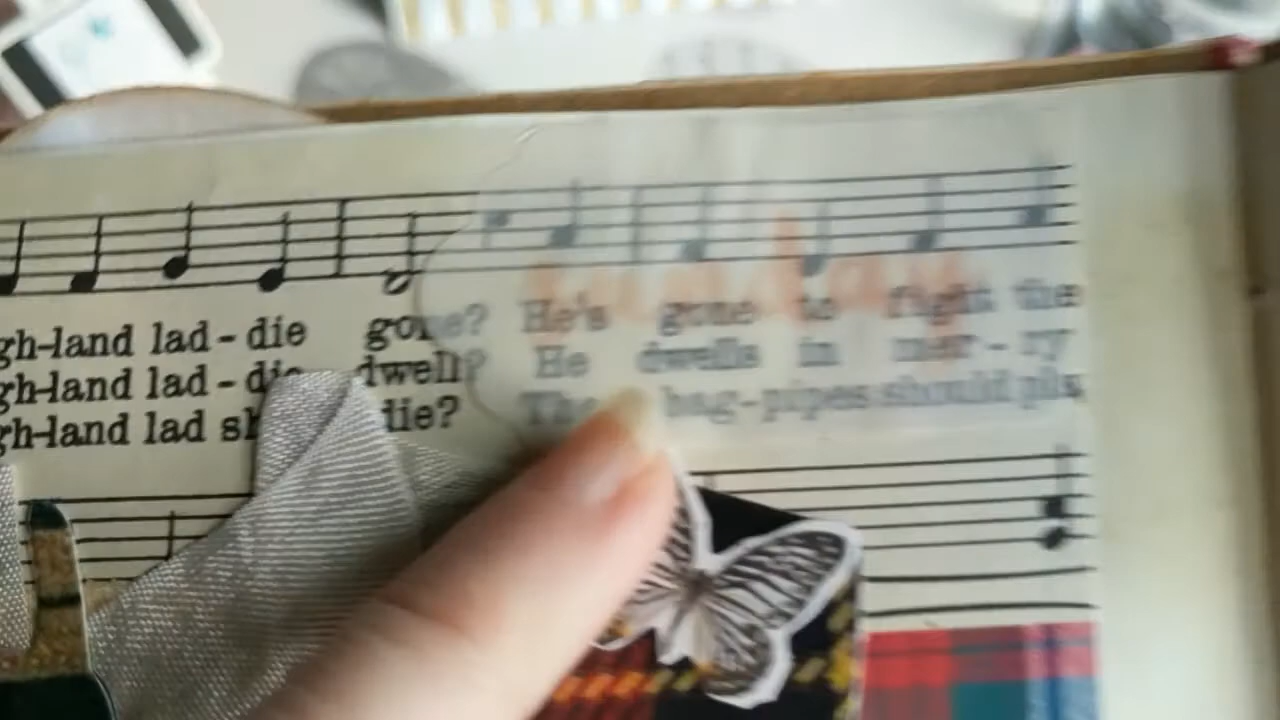 gh-land lad-die gone? He's gone to fight the
gh-land lad-die dwell? He dwells in mer-ry
gh-land lad die? The bag-pipes should pla